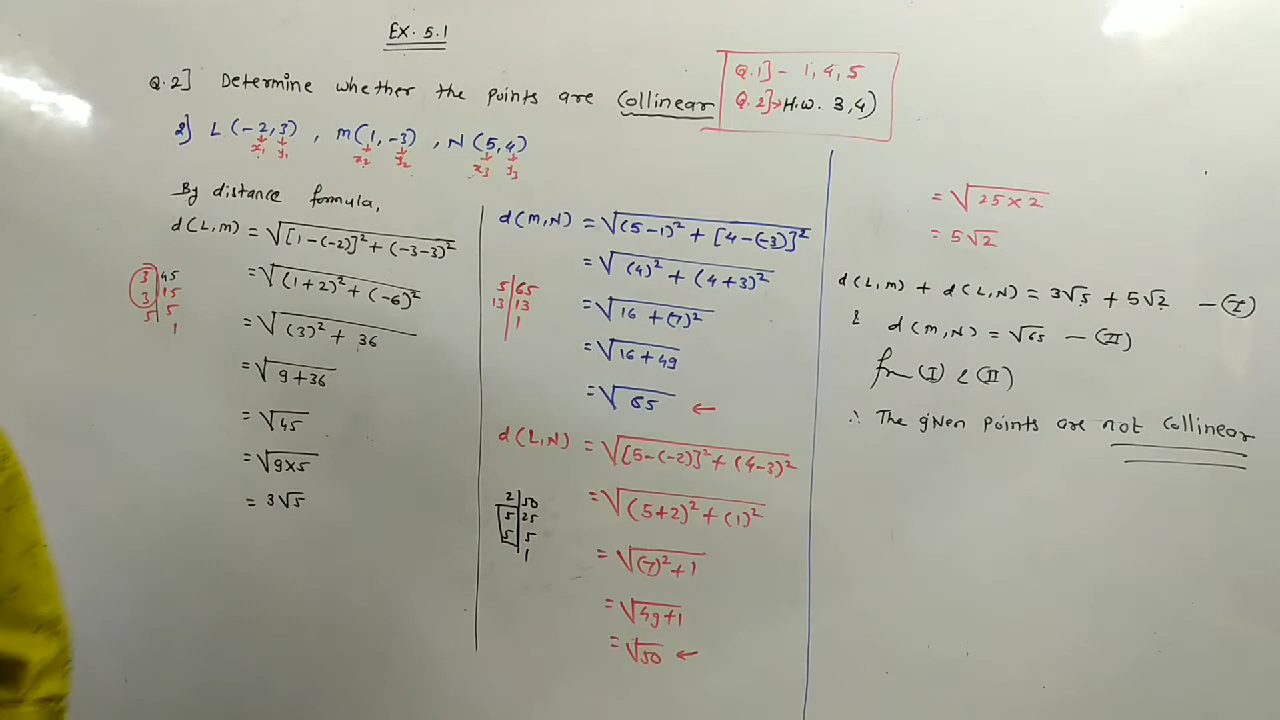 EX. 5.1
Q.2] Determine whether the points are Collinear
Q.1] - 1, 4, 5
Q.2] → H.W. 3, 4)
2] L (-2, 3) , M(1, -3) , N (5, 4)
x₁ y₁ x₂ y₂ x₃ y₃
By distance formula,
d(L,M) = √[1-(-2)]² + (-3-3)²
= √(1+2)² + (-6)²
= √(3)² + 36
= √9+36
= √45
= √9×5
= 3√5
3 | 45
3 | 15
5 | 5
1
d(M,N) = √(5-1)² + [4-(-3)]²
= √(4)² + (4+3)²
= √16 + (7)²
= √16+49
= √65 ←
5 | 65
13 | 13
1
d(L,N) = √[5-(-2)]² + (4-3)²
= √(5+2)² + (1)²
= √(7)² + 1
= √49+1
= √50 ←
2 | 50
5 | 25
5 | 5
1
= √25×2
= 5√2
d(L,M) + d(L,N) = 3√5 + 5√2 — (I)
& d(M,N) = √65 — (II)
from (I) & (II)
∴ The given points are not collinear